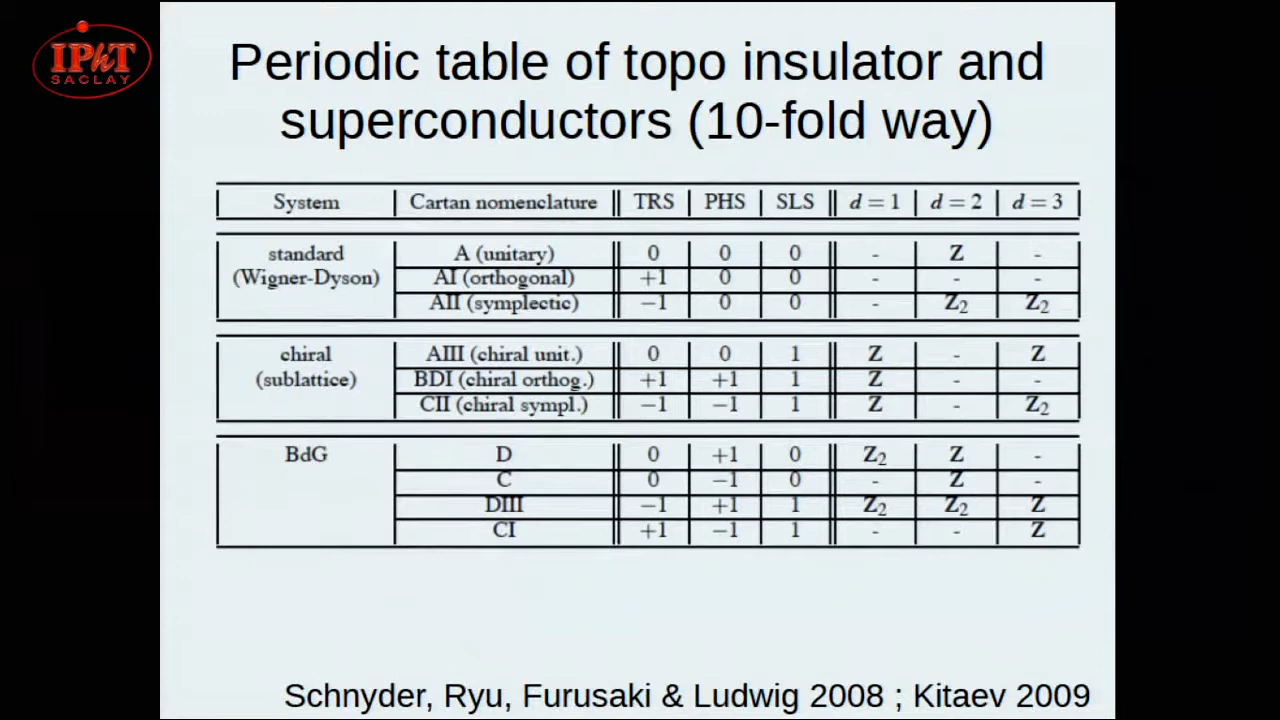 IPhT
SACLAY
Periodic table of topo insulator and
superconductors (10-fold way)
System Cartan nomenclature TRS PHS SLS d = 1 d = 2 d = 3
standard A (unitary) 0 0 0 - Z -
(Wigner-Dyson) AI (orthogonal) +1 0 0 - - -
AII (symplectic) −1 0 0 - Z₂ Z₂
chiral AIII (chiral unit.) 0 0 1 Z - Z
(sublattice) BDI (chiral orthog.) +1 +1 1 Z - -
CII (chiral sympl.) −1 −1 1 Z - Z₂
BdG D 0 +1 0 Z₂ Z -
C 0 −1 0 - Z -
DIII −1 +1 1 Z₂ Z₂ Z
CI +1 −1 1 - - Z
Schnyder, Ryu, Furusaki & Ludwig 2008 ; Kitaev 2009